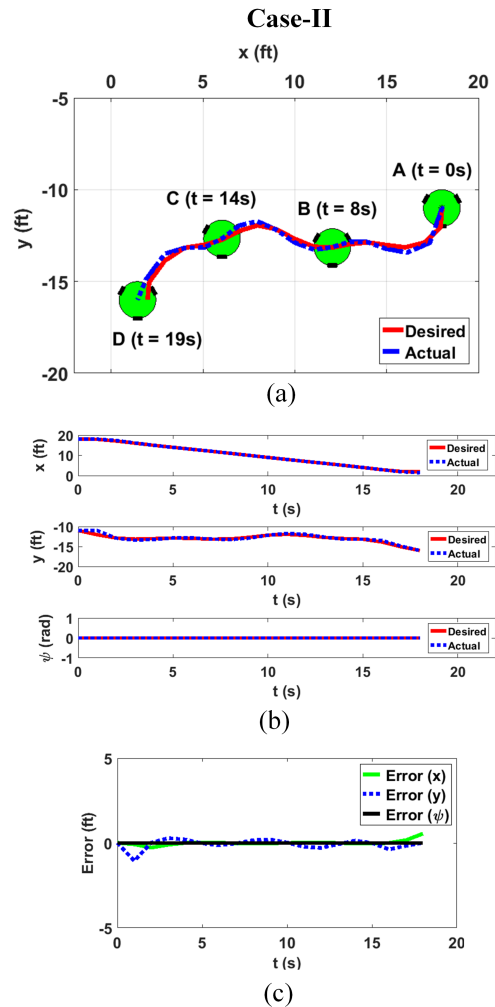 Case-II
x (ft)
0 5 10 15 20
-5
-10
-15
-20
y (ft)
A (t = 0s)
C (t = 14s)
B (t = 8s)
D (t = 19s)
Desired
Actual
(a)
20
10
0
x (ft)
Desired
Actual
0 5 10 15 20
t (s)
-10
-15
-20
y (ft)
Desired
Actual
0 5 10 15 20
t (s)
1
0
-1
ψ (rad)
Desired
Actual
0 5 10 15 20
t (s)
(b)
5
0
-5
Error (ft)
Error (x)
Error (y)
Error (ψ)
0 5 10 15 20
t (s)
(c)